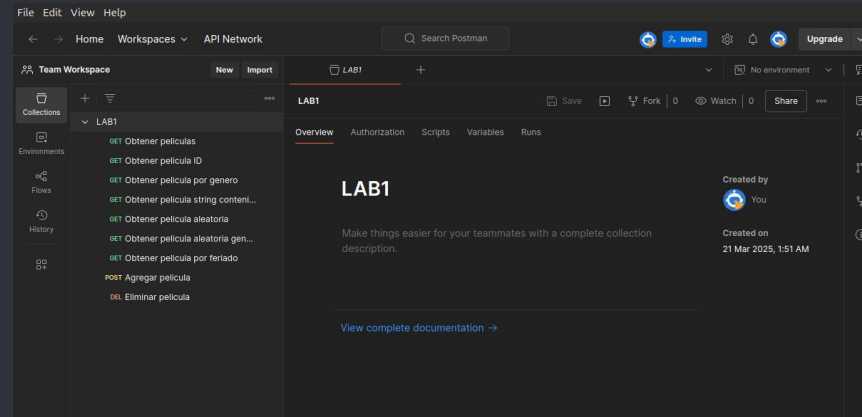 File Edit View Help
Home Workspaces API Network Search Postman Invite Upgrade
Team Workspace New Import LAB1 No environment
Collections
Environments
Flows
History
LAB1
GET Obtener peliculas
GET Obtener pelicula ID
GET Obtener pelicula por genero
GET Obtener pelicula string conteni...
GET Obtener pelicula aleatoria
GET Obtener pelicula aleatoria gen...
GET Obtener pelicula por feriado
POST Agregar pelicula
DEL Eliminar pelicula
LAB1 Save Fork 0 Watch 0 Share
Overview Authorization Scripts Variables Runs
LAB1
Make things easier for your teammates with a complete collection
description.
View complete documentation →
Created by
You
Created on
21 Mar 2025, 1:51 AM